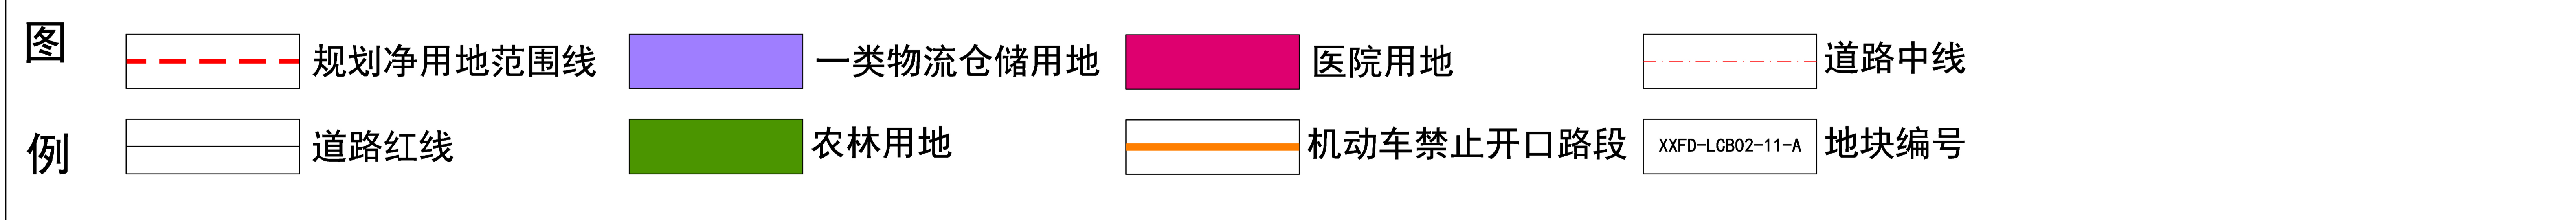 图例
规划净用地范围线
一类物流仓储用地
医院用地
道路中线
道路红线
农林用地
机动车禁止开口路段
XXFD-LCB02-11-A
地块编号